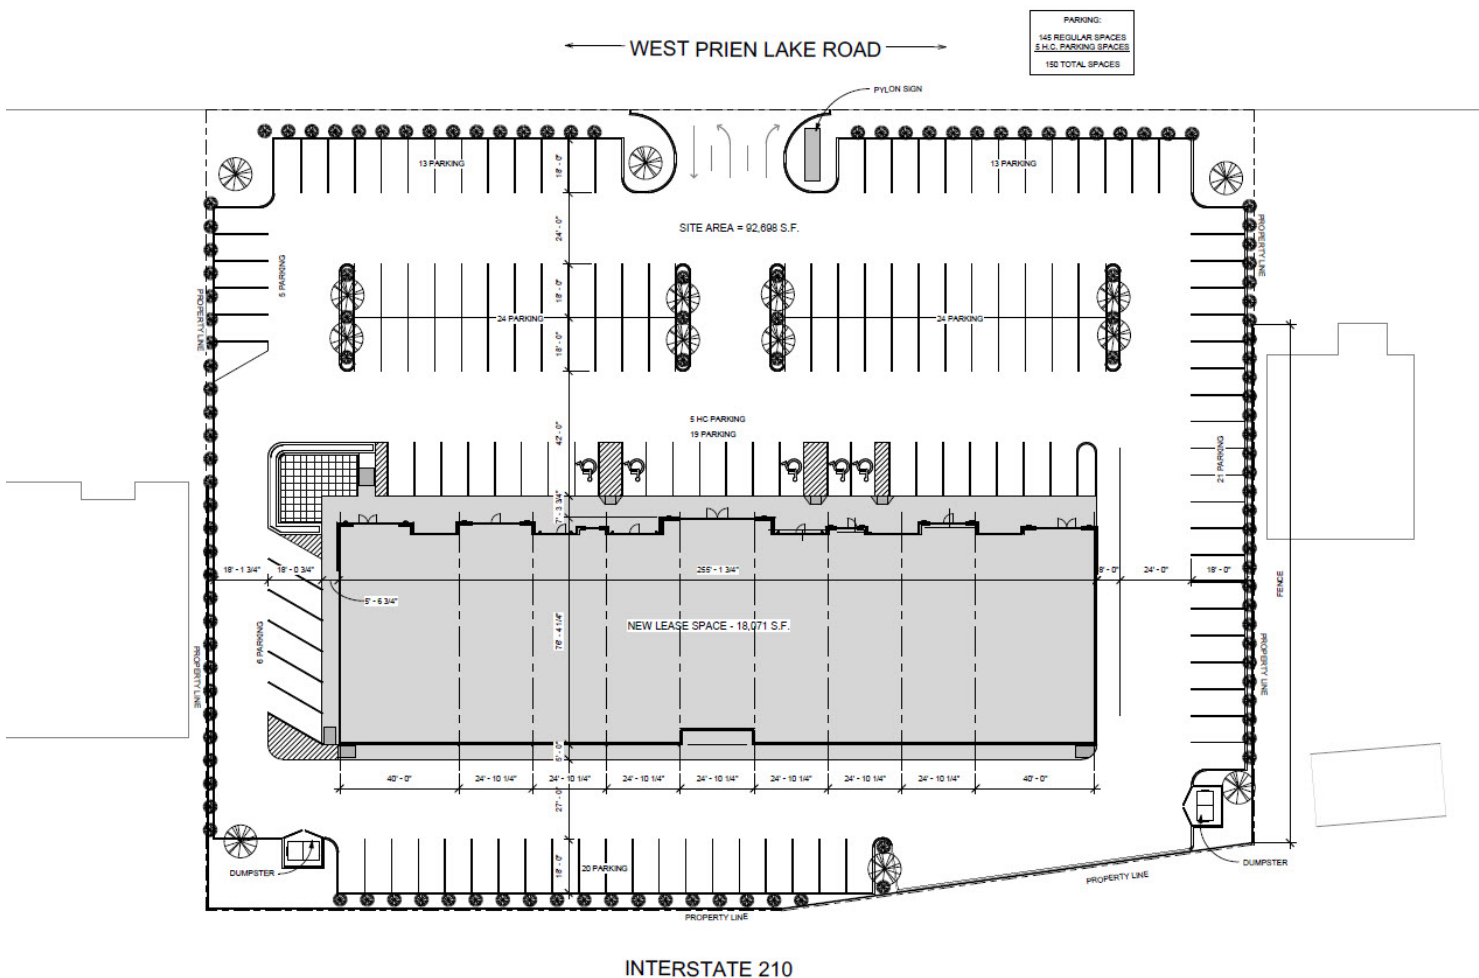 PARKING:
145 REGULAR SPACES
5 H.C. PARKING SPACES
150 TOTAL SPACES
WEST PRIEN LAKE ROAD
PYLON SIGN
13 PARKING
18' - 0"
13 PARKING
24' - 0"
SITE AREA = 92,698 S.F.
PROPERTY LINE
5 PARKING
18' - 0"
PROPERTY LINE
24 PARKING
24 PARKING
18' - 0"
5 HC PARKING
19 PARKING
42' - 0"
21 PARKING
7' - 3 3/4"
18' - 1 3/4"
18' - 0 3/4"
255' - 1 3/4"
8' - 0"
24' - 0"
18' - 0"
FENCE
5' - 6 3/4"
NEW LEASE SPACE - 18,071 S.F.
76' - 4 1/4"
6 PARKING
PROPERTY LINE
PROPERTY LINE
5' - 0"
40' - 0"
24' - 10 1/4"
24' - 10 1/4"
24' - 10 1/4"
24' - 10 1/4"
24' - 10 1/4"
24' - 10 1/4"
24' - 10 1/4"
40' - 0"
27' - 0"
DUMPSTER
18' - 0"
20 PARKING
DUMPSTER
PROPERTY LINE
PROPERTY LINE
INTERSTATE 210